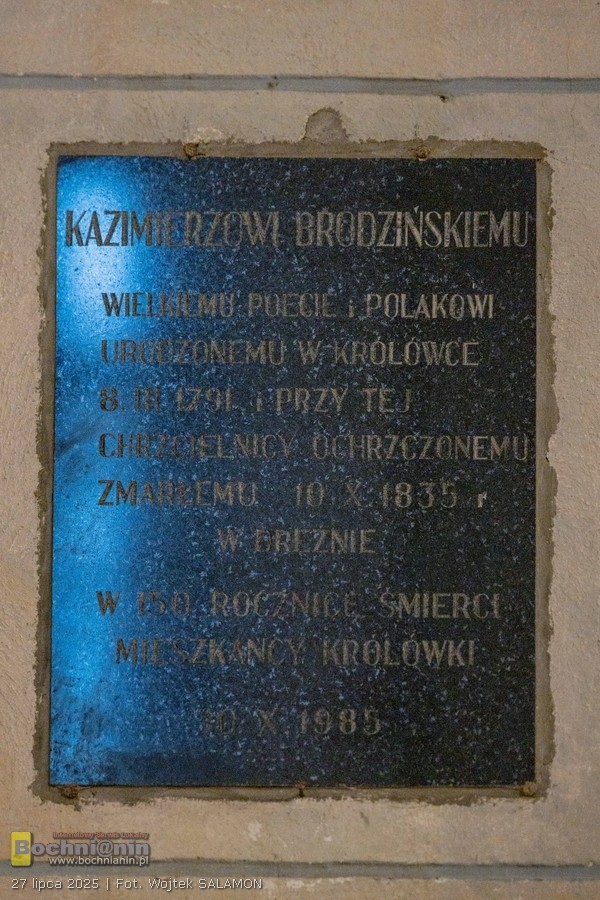 KAZIMIERZOWI BRODZIŃSKIEMU
WIELKIEMU POECIE i POLAKOWI
URODZONEMU W KRÓLÓWCE
8 III 1791 i PRZY TEJ
CHRZCIELNICY OCHRZCZONEMU
ZMARŁEMU 10 X 1835 r
W DREŹNIE
W 150 ROCZNICĘ ŚMIERCI
MIESZKAŃCY KRÓLÓWKI
10 X 1985
Bochni@nin
www.bochnianin.pl
27 lipca 2025 | Fot. Wojtek SALAMON